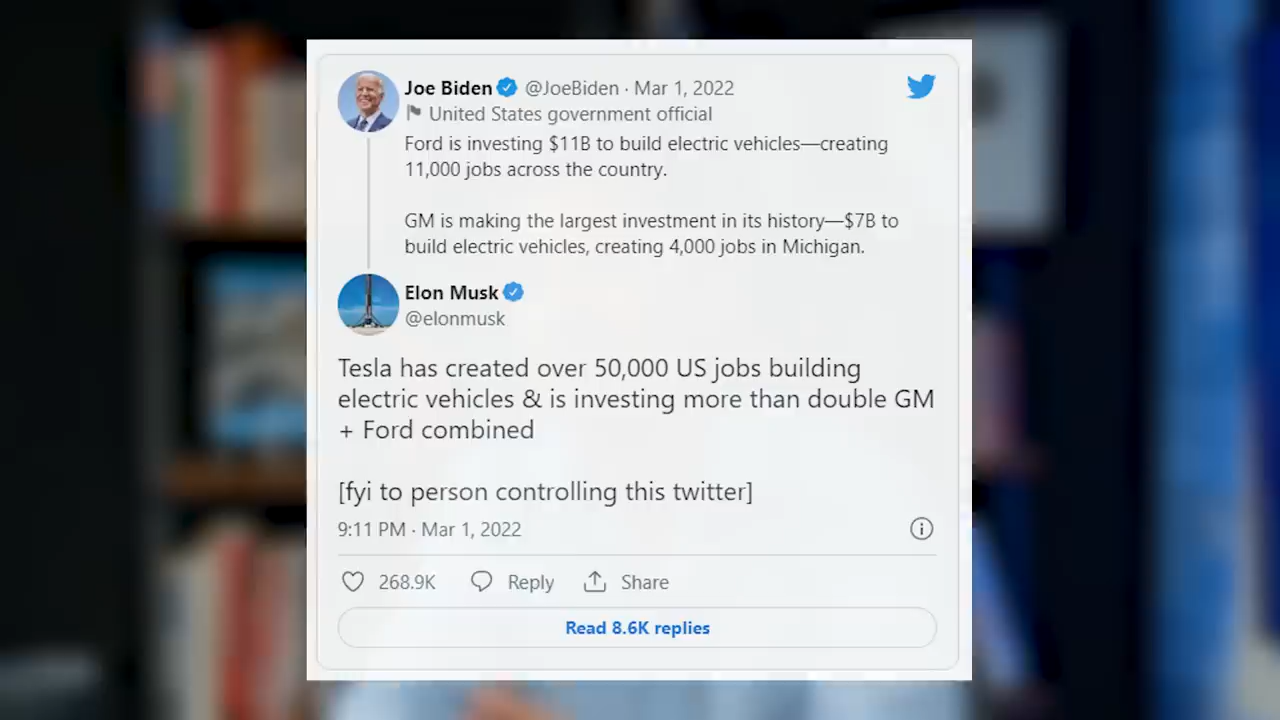 Joe Biden @JoeBiden · Mar 1, 2022
United States government official
Ford is investing $11B to build electric vehicles—creating
11,000 jobs across the country.
GM is making the largest investment in its history—$7B to
build electric vehicles, creating 4,000 jobs in Michigan.
Elon Musk
@elonmusk
Tesla has created over 50,000 US jobs building
electric vehicles & is investing more than double GM
+ Ford combined
[fyi to person controlling this twitter]
9:11 PM · Mar 1, 2022
268.9K Reply Share
Read 8.6K replies